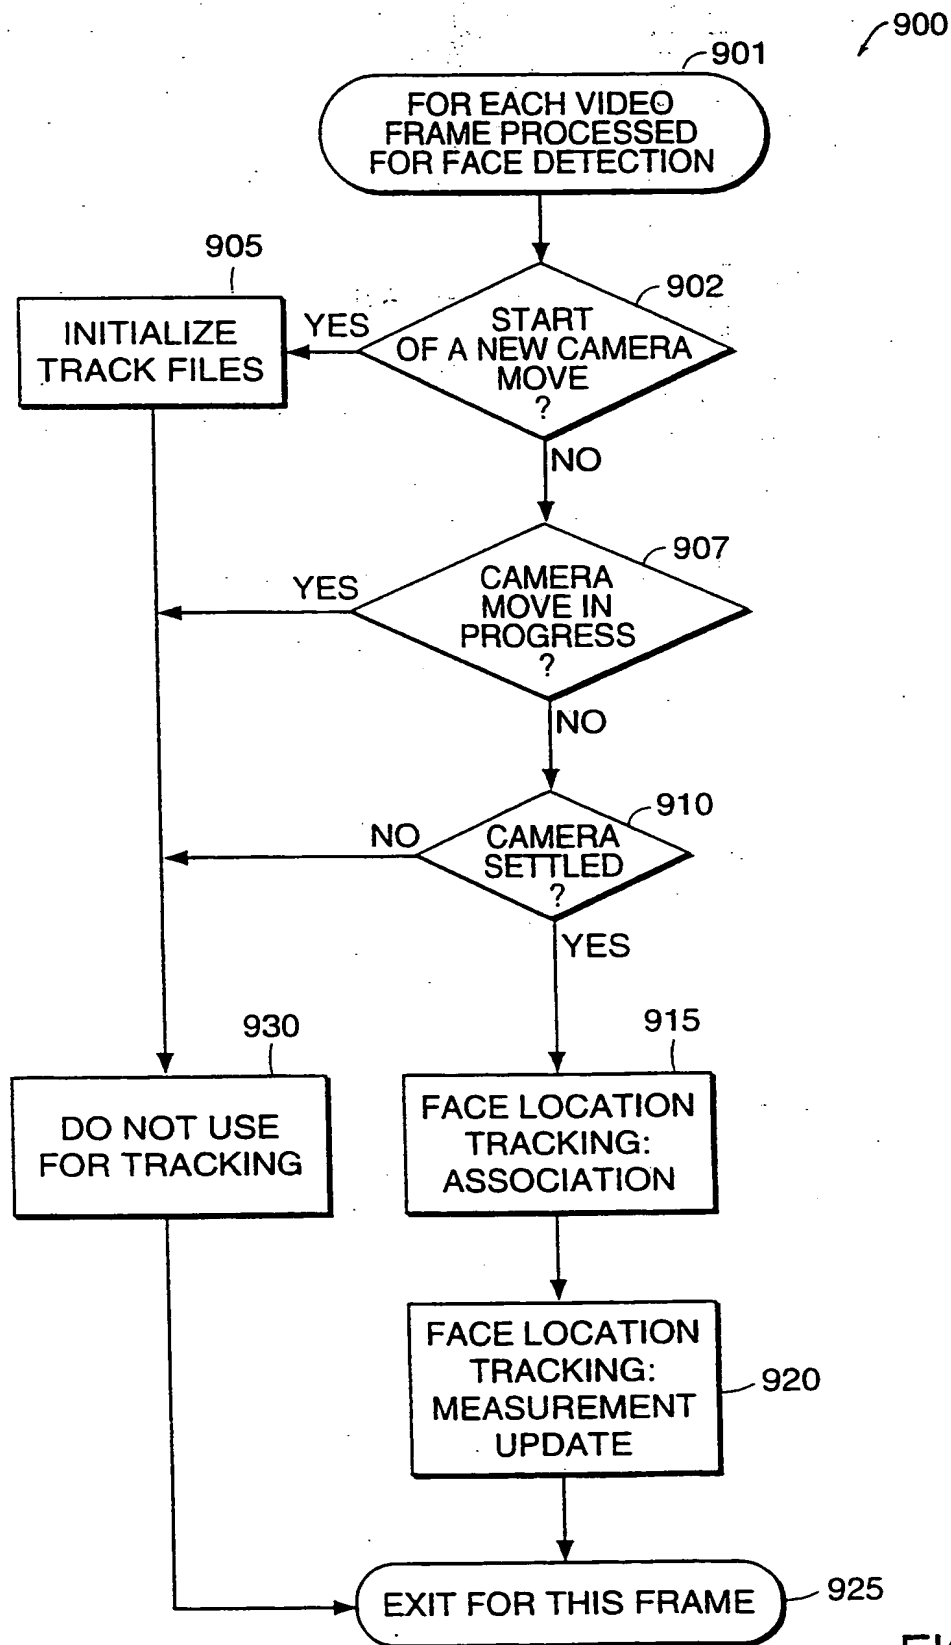 900
901
FOR EACH VIDEO
FRAME PROCESSED
FOR FACE DETECTION
905
902
INITIALIZE
TRACK FILES
YES
START
OF A NEW CAMERA
MOVE
?
NO
907
YES
CAMERA
MOVE IN
PROGRESS
?
NO
910
NO
CAMERA
SETTLED
?
YES
930
915
DO NOT USE
FOR TRACKING
FACE LOCATION
TRACKING:
ASSOCIATION
FACE LOCATION
TRACKING:
MEASUREMENT
UPDATE
920
EXIT FOR THIS FRAME
925